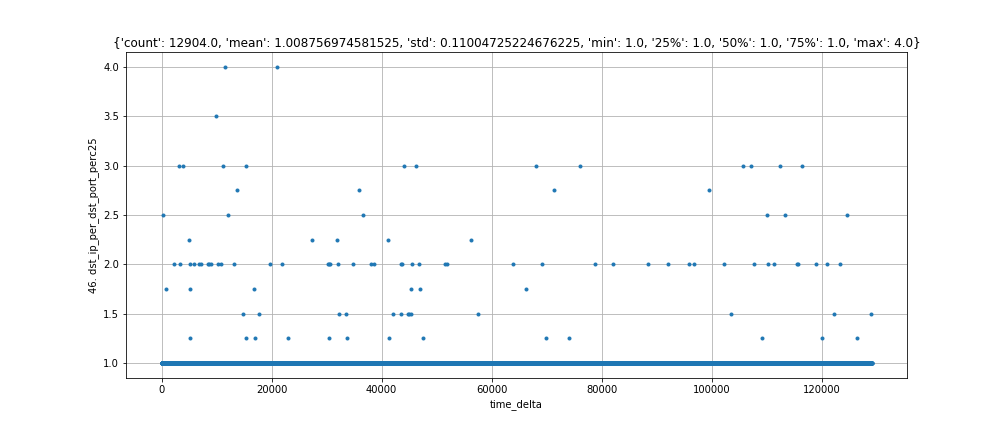 {'count': 12904.0, 'mean': 1.008756974581525, 'std': 0.11004725224676225, 'min': 1.0, '25%': 1.0, '50%': 1.0, '75%': 1.0, 'max': 4.0}
46. dst_ip_per_dst_port_perc25
4.0
3.5
3.0
2.5
2.0
1.5
1.0
0 20000 40000 60000 80000 100000 120000
time_delta